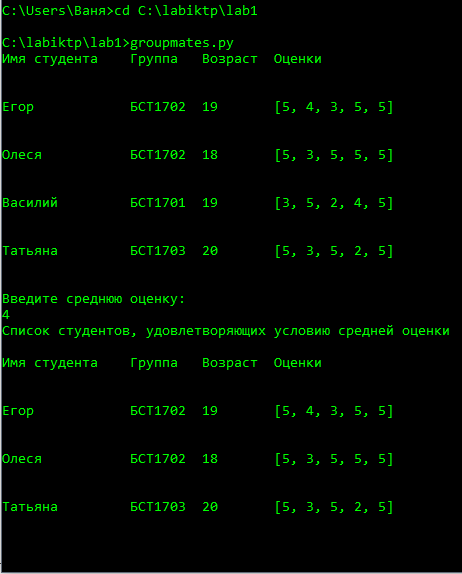 C:\Users\Ваня>cd C:\labiktp\lab1
C:\labiktp\lab1>groupmates.py
Имя студента    Группа   Возраст  Оценки
Егор            БСТ1702  19       [5, 4, 3, 5, 5]
Олеся           БСТ1702  18       [5, 3, 5, 5, 5]
Василий         БСТ1701  19       [3, 5, 2, 4, 5]
Татьяна         БСТ1703  20       [5, 3, 5, 2, 5]
Введите среднюю оценку:
4
Список студентов, удовлетворяющих условию средней оценки
Имя студента    Группа   Возраст  Оценки
Егор            БСТ1702  19       [5, 4, 3, 5, 5]
Олеся           БСТ1702  18       [5, 3, 5, 5, 5]
Татьяна         БСТ1703  20       [5, 3, 5, 2, 5]